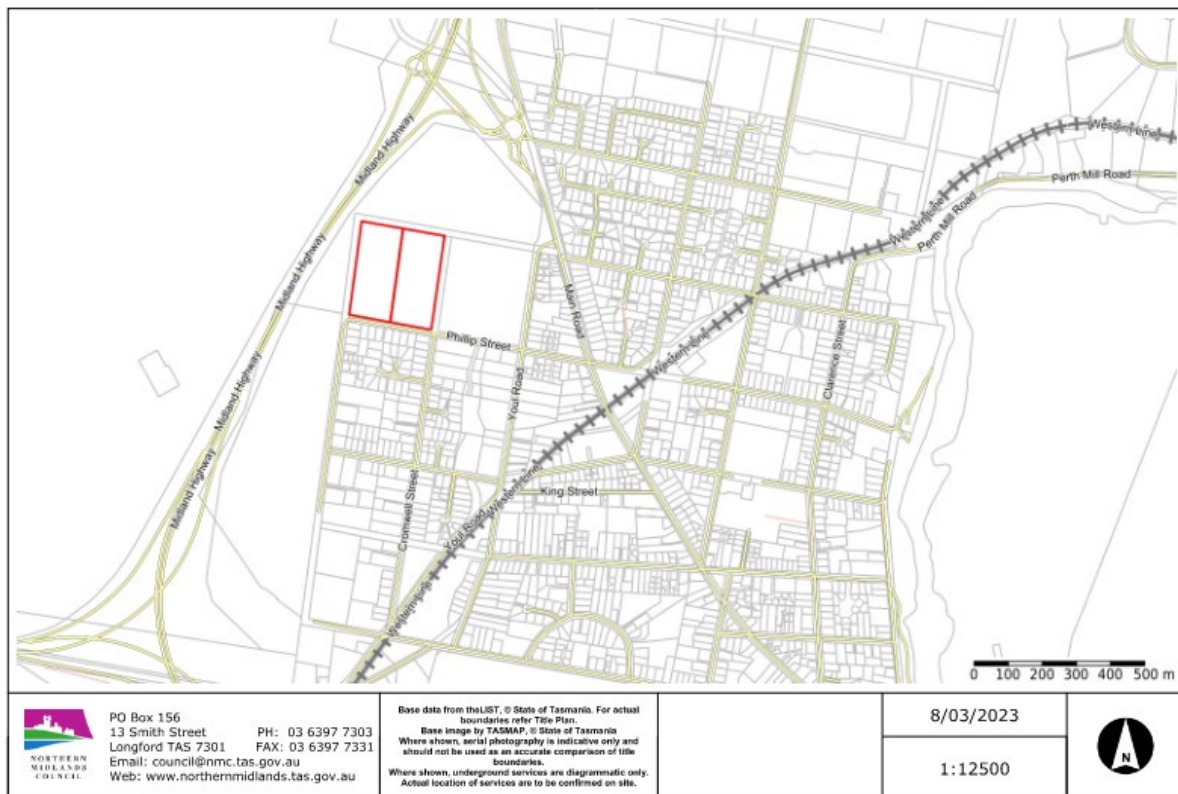 Midland Highway
Midland Highway
Midland Highway
Midland Highway
Midland Highway
Western Line
Perth Mill Road
Western Line
Perth Mill Road
Main Road
Western Line
Phillip Street
Youl Road
Clarence Street
Western Line
King Street
Cromwell Street
Youl Road
Western Line
0 100 200 300 400 500 m
NORTHERN
MIDLANDS
COUNCIL
PO Box 156
13 Smith Street PH: 03 6397 7303
Longford TAS 7301 FAX: 03 6397 7331
Email: council@nmc.tas.gov.au
Web: www.northernmidlands.tas.gov.au
Base data from theLIST, © State of Tasmania. For actual
boundaries refer Title Plan.
Base image by TASMAP, © State of Tasmania
Where shown, aerial photography is indicative only and
should not be used as an accurate comparison of title
boundaries.
Where shown, underground services are diagrammatic only.
Actual location of services are to be confirmed on site.
8/03/2023
1:12500
N